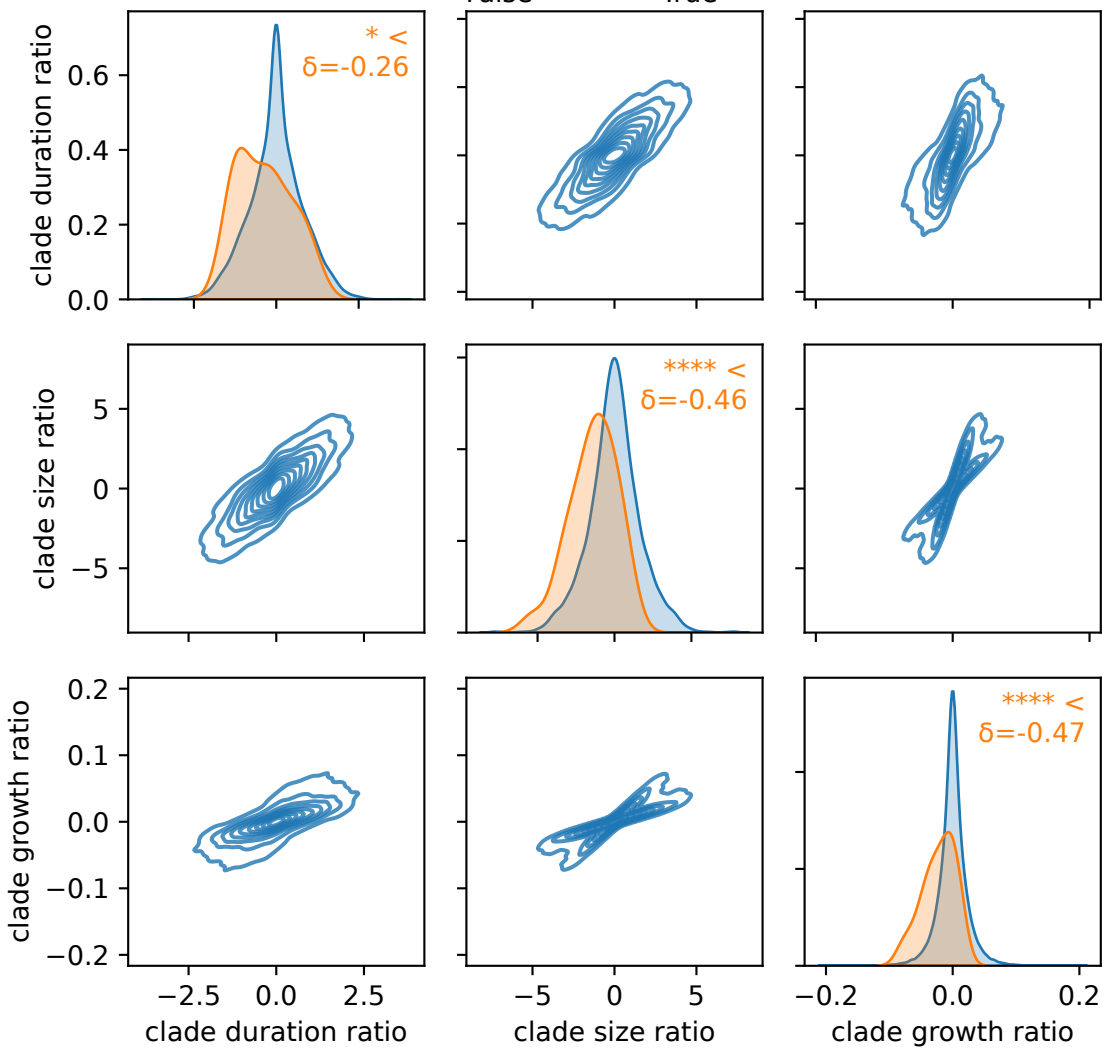 clade duration ratio
0.6
0.4
0.2
0.0
* <
δ=-0.26
clade size ratio
5
0
−5
**** <
δ=-0.46
clade growth ratio
0.2
0.1
0.0
−0.1
−0.2
**** <
δ=-0.47
−2.5 0.0 2.5
−5 0 5
−0.2 0.0 0.2
clade duration ratio
clade size ratio
clade growth ratio